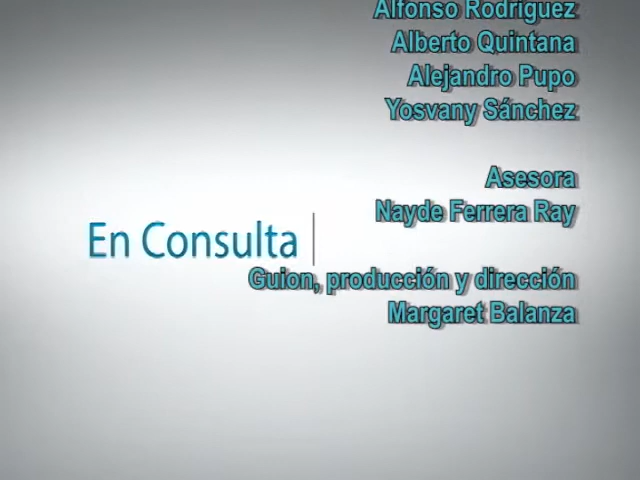 Alfonso Rodríguez
Alberto Quintana
Alejandro Pupo
Yosvany Sánchez
Asesora
Nayde Ferrera Ray
En Consulta
Guion, producción y dirección
Margaret Balanza